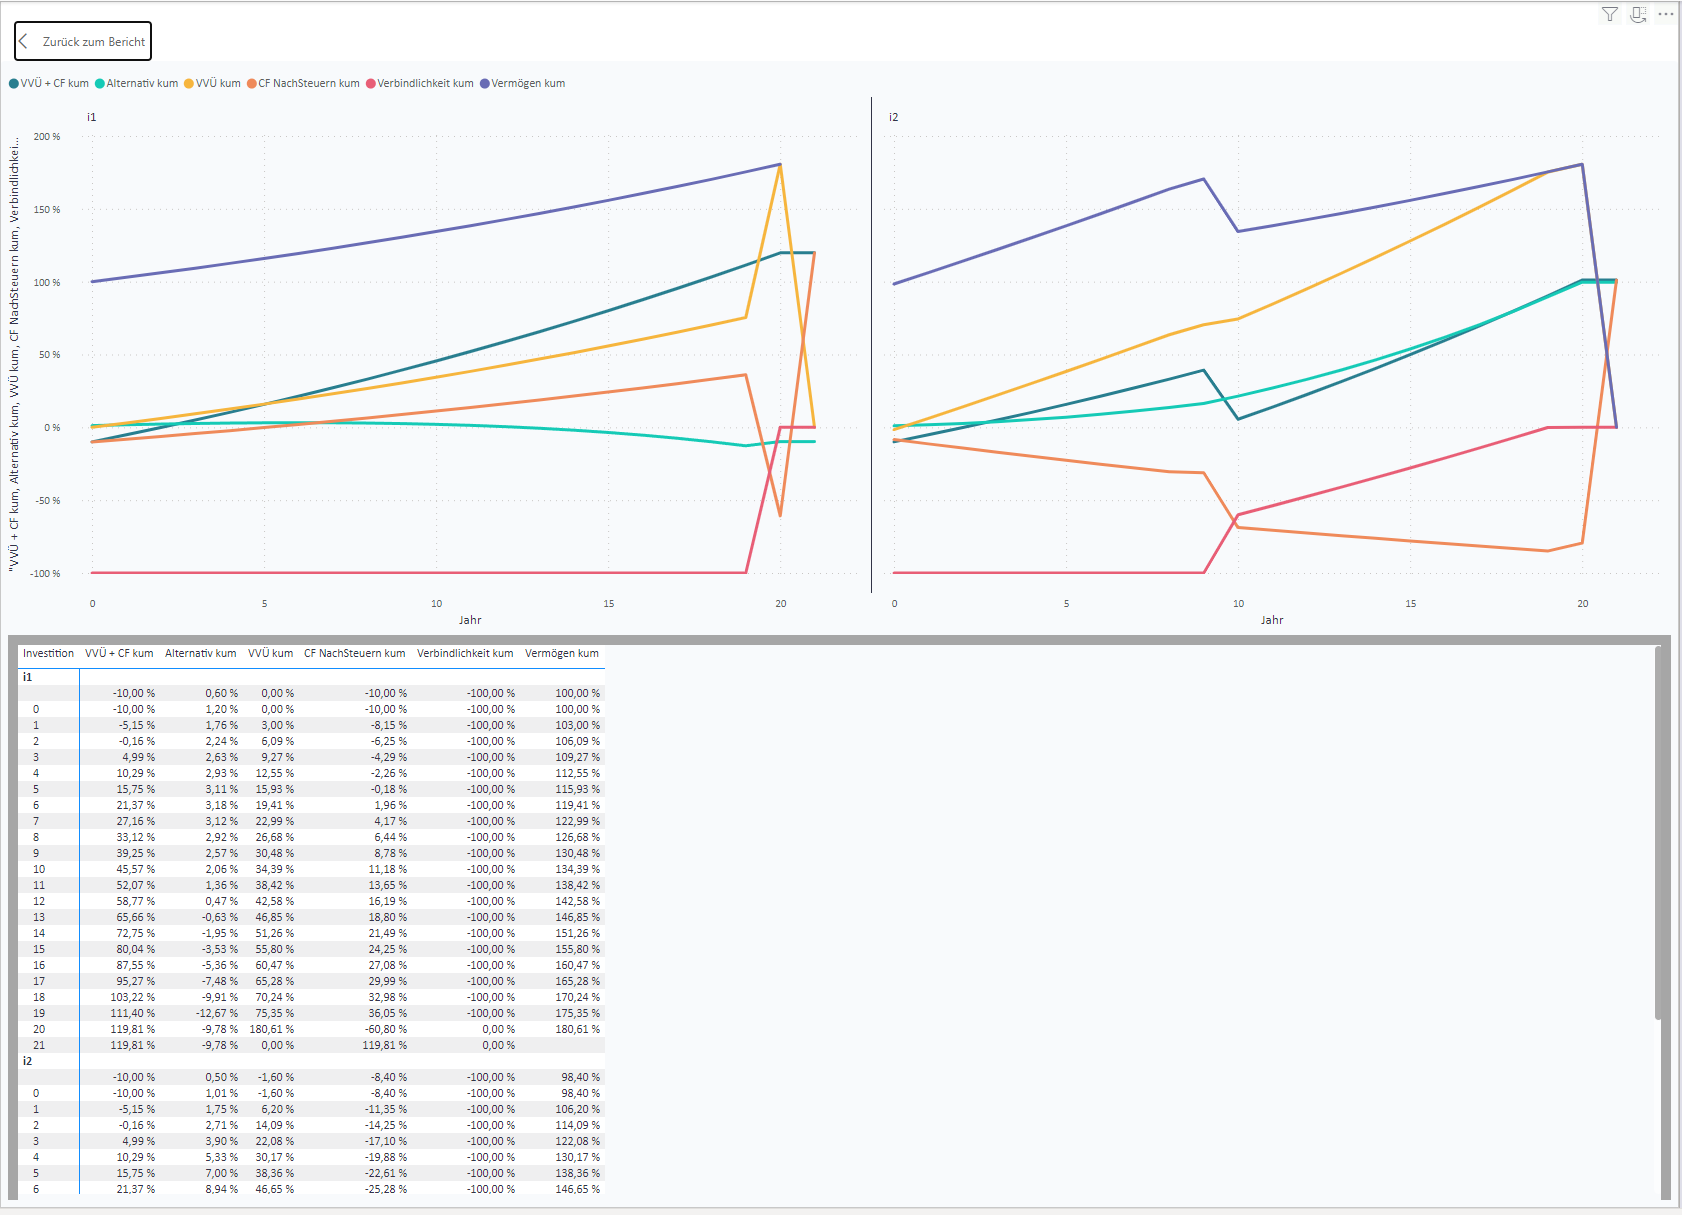 Zurück zum Bericht
VVÜ + CF kum Alternativ kum VVÜ kum CF NachSteuern kum Verbindlichkeit kum Vermögen kum
"VVÜ + CF kum, Alternativ kum, VVÜ kum, CF NachSteuern kum, Verbindlichkei...
i1
200 %
150 %
100 %
50 %
0 %
-50 %
-100 %
0 5 10 15 20
Jahr
i2
0 5 10 15 20
Jahr
Investition VVÜ + CF kum Alternativ kum VVÜ kum CF NachSteuern kum Verbindlichkeit kum Vermögen kum
i1
-10,00 % 0,60 % 0,00 % -10,00 % -100,00 % 100,00 %
0 -10,00 % 1,20 % 0,00 % -10,00 % -100,00 % 100,00 %
1 -5,15 % 1,76 % 3,00 % -8,15 % -100,00 % 103,00 %
2 -0,16 % 2,24 % 6,09 % -6,25 % -100,00 % 106,09 %
3 4,99 % 2,63 % 9,27 % -4,29 % -100,00 % 109,27 %
4 10,29 % 2,93 % 12,55 % -2,26 % -100,00 % 112,55 %
5 15,75 % 3,11 % 15,93 % -0,18 % -100,00 % 115,93 %
6 21,37 % 3,18 % 19,41 % 1,96 % -100,00 % 119,41 %
7 27,16 % 3,12 % 22,99 % 4,17 % -100,00 % 122,99 %
8 33,12 % 2,92 % 26,68 % 6,44 % -100,00 % 126,68 %
9 39,25 % 2,57 % 30,48 % 8,78 % -100,00 % 130,48 %
10 45,57 % 2,06 % 34,39 % 11,18 % -100,00 % 134,39 %
11 52,07 % 1,36 % 38,42 % 13,65 % -100,00 % 138,42 %
12 58,77 % 0,47 % 42,58 % 16,19 % -100,00 % 142,58 %
13 65,66 % -0,63 % 46,85 % 18,80 % -100,00 % 146,85 %
14 72,75 % -1,95 % 51,26 % 21,49 % -100,00 % 151,26 %
15 80,04 % -3,53 % 55,80 % 24,25 % -100,00 % 155,80 %
16 87,55 % -5,36 % 60,47 % 27,08 % -100,00 % 160,47 %
17 95,27 % -7,48 % 65,28 % 29,99 % -100,00 % 165,28 %
18 103,22 % -9,91 % 70,24 % 32,98 % -100,00 % 170,24 %
19 111,40 % -12,67 % 75,35 % 36,05 % -100,00 % 175,35 %
20 119,81 % -9,78 % 180,61 % -60,80 % 0,00 % 180,61 %
21 119,81 % -9,78 % 0,00 % 119,81 % 0,00 %
i2
-10,00 % 0,50 % -1,60 % -8,40 % -100,00 % 98,40 %
0 -10,00 % 1,01 % -1,60 % -8,40 % -100,00 % 98,40 %
1 -5,15 % 1,75 % 6,20 % -11,35 % -100,00 % 106,20 %
2 -0,16 % 2,71 % 14,09 % -14,25 % -100,00 % 114,09 %
3 4,99 % 3,90 % 22,08 % -17,10 % -100,00 % 122,08 %
4 10,29 % 5,33 % 30,17 % -19,88 % -100,00 % 130,17 %
5 15,75 % 7,00 % 38,36 % -22,61 % -100,00 % 138,36 %
6 21,37 % 8,94 % 46,65 % -25,28 % -100,00 % 146,65 %